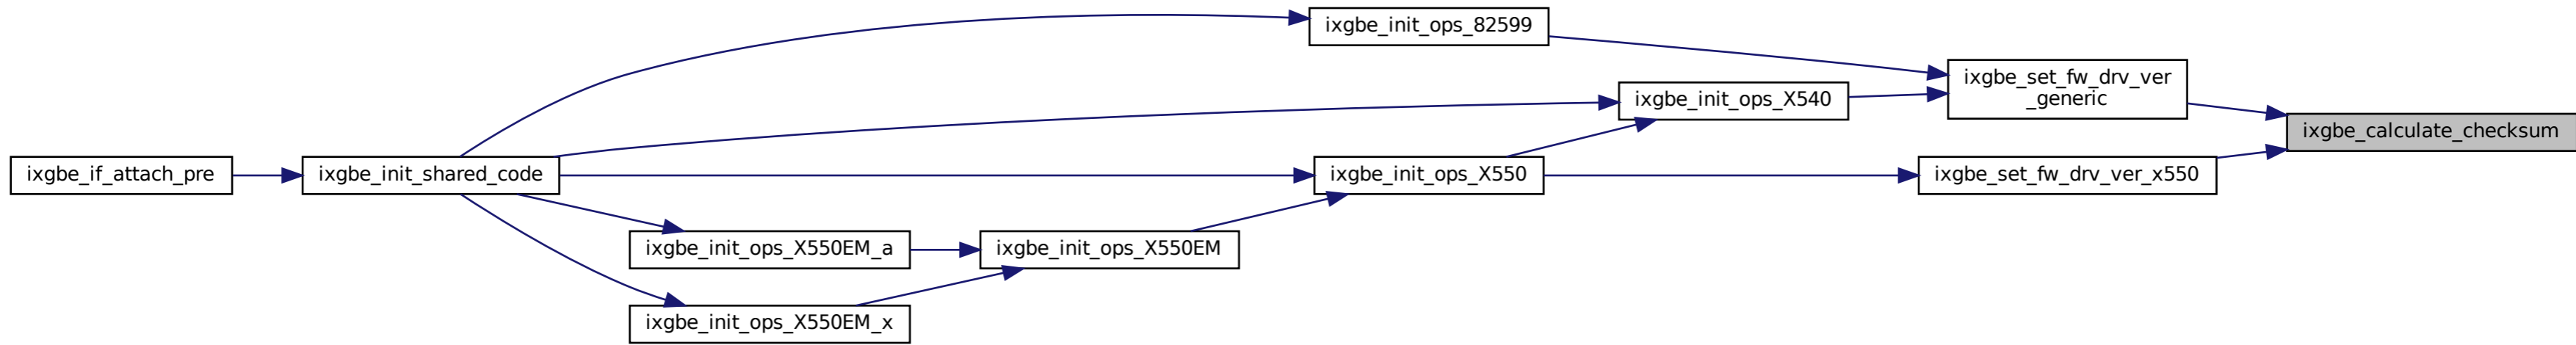 ixgbe_init_ops_82599
ixgbe_set_fw_drv_ver
_generic
ixgbe_init_ops_X540
ixgbe_calculate_checksum
ixgbe_if_attach_pre
ixgbe_init_shared_code
ixgbe_init_ops_X550
ixgbe_set_fw_drv_ver_x550
ixgbe_init_ops_X550EM_a
ixgbe_init_ops_X550EM
ixgbe_init_ops_X550EM_x